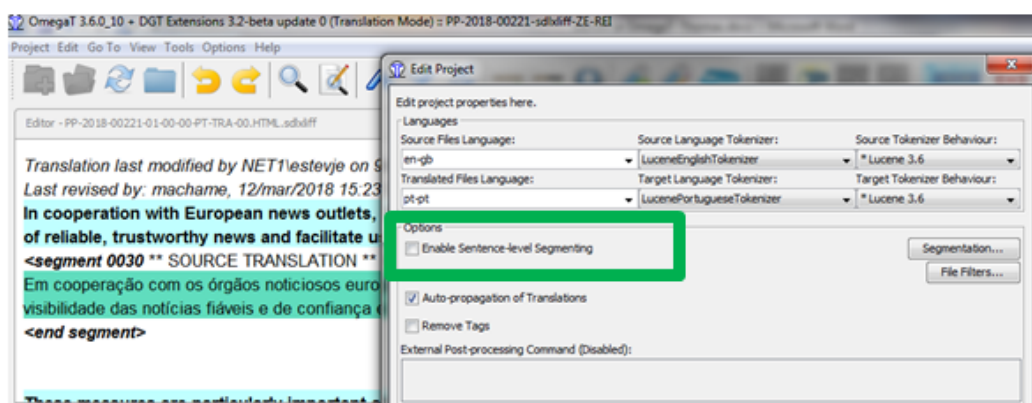 OmegaT 3.6.0_10 + DGT Extensions 3.2-beta update 0 (Translation Mode) :: PP-2018-00221-sdlxliff-ZE-REI
Project Edit Go To View Tools Options Help
Editor - PP-2018-00221-01-00-00-PT-TRA-00.HTML.sdlxliff
Translation last modified by NET1\estevje on 9
Last revised by: machame, 12/mar/2018 15:23
In cooperation with European news outlets,
of reliable, trustworthy news and facilitate u
<segment 0030 ** SOURCE TRANSLATION **
Em cooperação com os órgãos noticiosos euro
visibilidade das notícias fiáveis e de confiança e
<end segment>
These measures are particularly important
Edit Project
Edit project properties here.
Languages
Source Files Language: Source Language Tokenizer: Source Tokenizer Behaviour:
en-gb LuceneEnglishTokenizer * Lucene 3.6
Translated Files Language: Target Language Tokenizer: Target Tokenizer Behaviour:
pt-pt LucenePortugueseTokenizer * Lucene 3.6
Options
Enable Sentence-level Segmenting Segmentation...
File Filters...
Auto-propagation of Translations
Remove Tags
External Post-processing Command (Disabled):